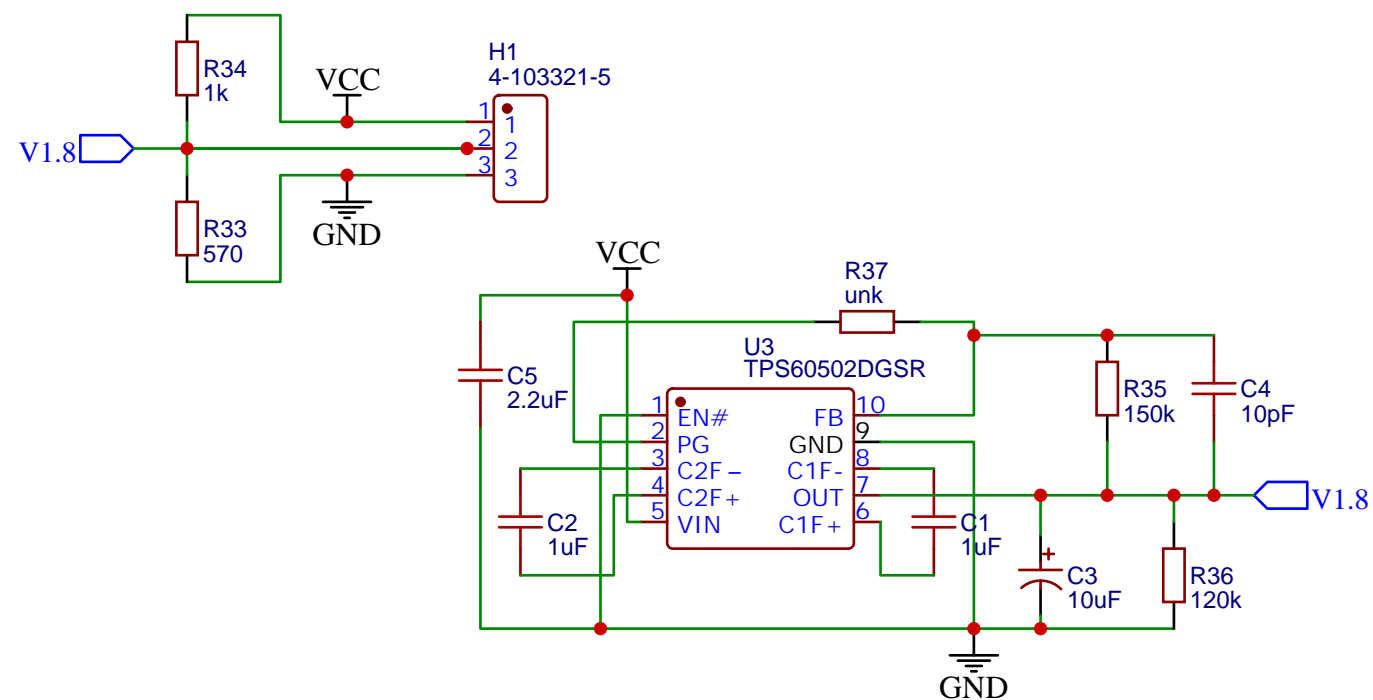 H1
4-103321-5
R34
1k
VCC
1
1
V1.8
2
2
3
3
R33
570
GND
VCC
R37
unk
U3
TPS60502DGSR
C5
2.2uF
R35
150k
C4
10pF
1
EN#
FB
10
2
PG
GND
9
3
C2F-
C1F-
8
4
C2F+
OUT
7
V1.8
5
VIN
C1F+
6
C2
1uF
C1
1uF
+
C3
10uF
R36
120k
GND